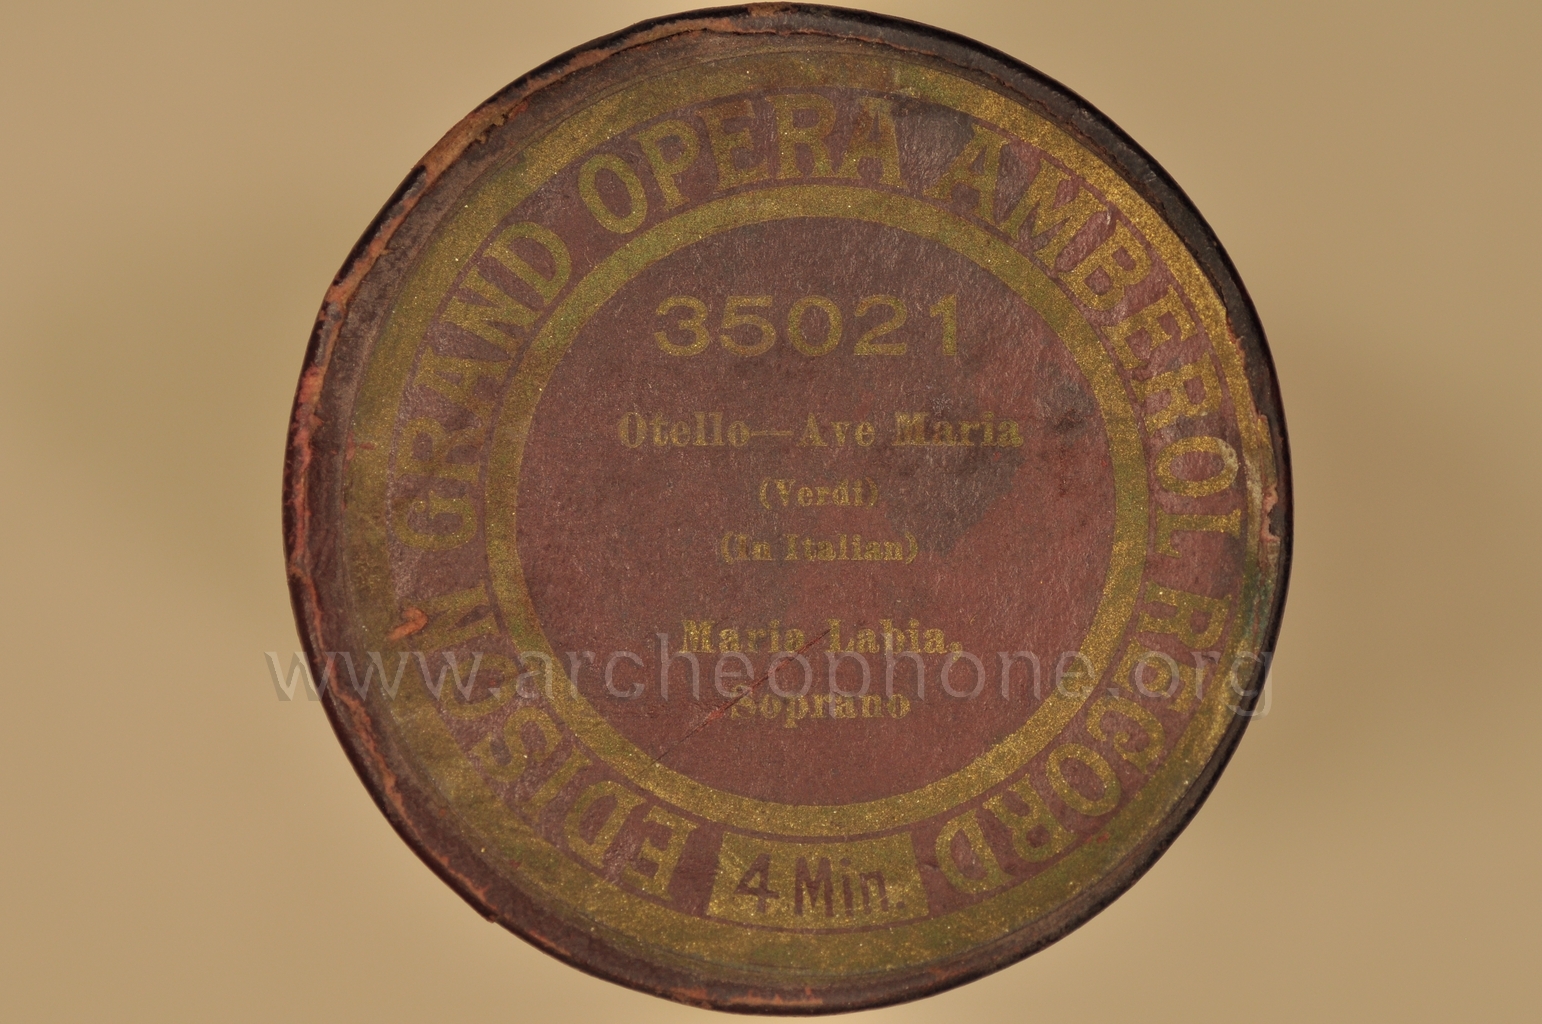 EDISON GRAND OPERA AMBEROL RECORD
35021
Otello—Ave Maria
(Verdi)
(In Italian)
Maria Labia,
Soprano
4 Min.
www.archeophone.org